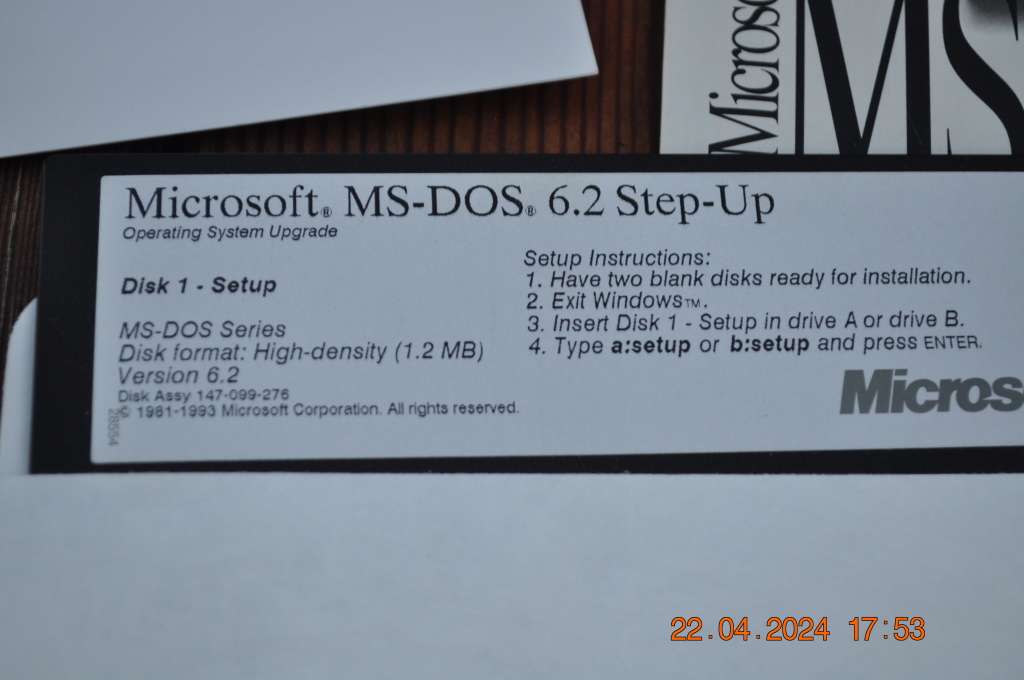 Microsoft® MS-DOS® 6.2 Step-Up
Operating System Upgrade
Disk 1 - Setup
MS-DOS Series
Disk format: High-density (1.2 MB)
Version 6.2
Disk Assy 147-099-276
© 1981-1993 Microsoft Corporation. All rights reserved.
28554
Setup Instructions:
1. Have two blank disks ready for installation.
2. Exit Windows™.
3. Insert Disk 1 - Setup in drive A or drive B.
4. Type a:setup or b:setup and press ENTER.
Micros
Microso
MS
22.04.2024 17:53